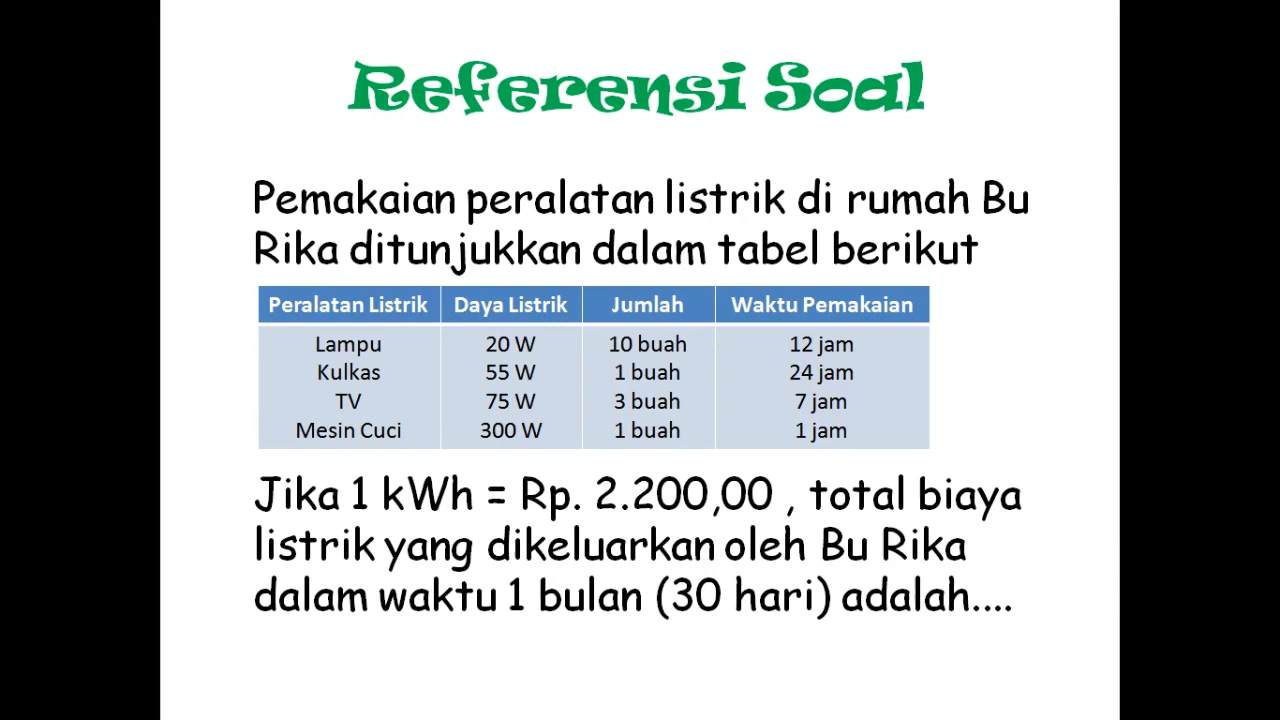 Referensi Soal
Pemakaian peralatan listrik di rumah Bu
Rika ditunjukkan dalam tabel berikut
Peralatan Listrik Daya Listrik Jumlah Waktu Pemakaian
Lampu 20 W 10 buah 12 jam
Kulkas 55 W 1 buah 24 jam
TV 75 W 3 buah 7 jam
Mesin Cuci 300 W 1 buah 1 jam
Jika 1 kWh = Rp. 2.200,00 , total biaya
listrik yang dikeluarkan oleh Bu Rika
dalam waktu 1 bulan (30 hari) adalah....